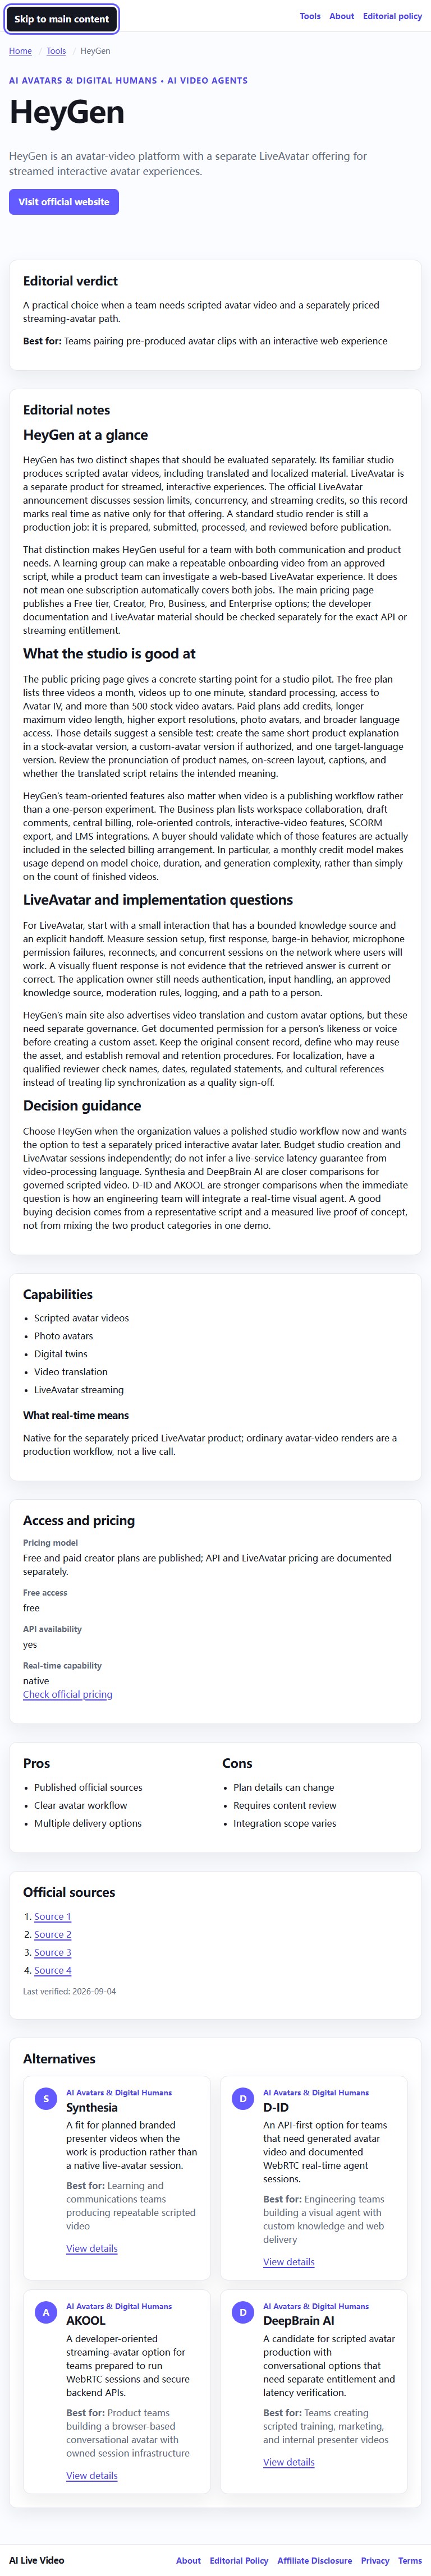 Skip to main content
Tools About Editorial policy
Home / Tools / HeyGen
AI AVATARS & DIGITAL HUMANS • AI VIDEO AGENTS
HeyGen
HeyGen is an avatar-video platform with a separate LiveAvatar offering for
streamed interactive avatar experiences.
Visit official website
Editorial verdict
A practical choice when a team needs scripted avatar video and a separately priced
streaming-avatar path.
Best for: Teams pairing pre-produced avatar clips with an interactive web experience
Editorial notes
HeyGen at a glance
HeyGen has two distinct shapes that should be evaluated separately. Its familiar studio
produces scripted avatar videos, including translated and localized material. LiveAvatar is
a separate product for streamed, interactive experiences. The official LiveAvatar
announcement discusses session limits, concurrency, and streaming credits, so this record
marks real time as native only for that offering. A standard studio render is still a
production job: it is prepared, submitted, processed, and reviewed before publication.
That distinction makes HeyGen useful for a team with both communication and product
needs. A learning group can make a repeatable onboarding video from an approved
script, while a product team can investigate a web-based LiveAvatar experience. It does
not mean one subscription automatically covers both jobs. The main pricing page
publishes a Free tier, Creator, Pro, Business, and Enterprise options; the developer
documentation and LiveAvatar material should be checked separately for the exact API or
streaming entitlement.
What the studio is good at
The public pricing page gives a concrete starting point for a studio pilot. The free plan
lists three videos a month, videos up to one minute, standard processing, access to
Avatar IV, and more than 500 stock video avatars. Paid plans add credits, longer
maximum video length, higher export resolutions, photo avatars, and broader language
access. Those details suggest a sensible test: create the same short product explanation
in a stock-avatar version, a custom-avatar version if authorized, and one target-language
version. Review the pronunciation of product names, on-screen layout, captions, and
whether the translated script retains the intended meaning.
HeyGen's team-oriented features also matter when video is a publishing workflow rather
than a one-person experiment. The Business plan lists workspace collaboration, draft
comments, central billing, role-oriented controls, interactive-video features, SCORM
export, and LMS integrations. A buyer should validate which of those features are actually
included in the selected billing arrangement. In particular, a monthly credit model makes
usage depend on model choice, duration, and generation complexity, rather than simply
on the count of finished videos.
LiveAvatar and implementation questions
For LiveAvatar, start with a small interaction that has a bounded knowledge source and
an explicit handoff. Measure session setup, first response, barge-in behavior, microphone
permission failures, reconnects, and concurrent sessions on the network where users will
work. A visually fluent response is not evidence that the retrieved answer is current or
correct. The application owner still needs authentication, input handling, an approved
knowledge source, moderation rules, logging, and a path to a person.
HeyGen's main site also advertises video translation and custom avatar options, but these
need separate governance. Get documented permission for a person's likeness or voice
before creating a custom asset. Keep the original consent record, define who may reuse
the asset, and establish removal and retention procedures. For localization, have a
qualified reviewer check names, dates, regulated statements, and cultural references
instead of treating lip synchronization as a quality sign-off.
Decision guidance
Choose HeyGen when the organization values a polished studio workflow now and wants
the option to test a separately priced interactive avatar later. Budget studio creation and
LiveAvatar sessions independently; do not infer a live-service latency guarantee from
video-processing language. Synthesia and DeepBrain AI are closer comparisons for
governed scripted video. D-ID and AKOOL are stronger comparisons when the immediate
question is how an engineering team will integrate a real-time visual agent. A good
buying decision comes from a representative script and a measured live proof of concept,
not from mixing the two product categories in one demo.
Capabilities
• Scripted avatar videos
• Photo avatars
• Digital twins
• Video translation
• LiveAvatar streaming
What real-time means
Native for the separately priced LiveAvatar product; ordinary avatar-video renders are a
production workflow, not a live call.
Access and pricing
Pricing model
Free and paid creator plans are published; API and LiveAvatar pricing are documented
separately.
Free access
free
API availability
yes
Real-time capability
native
Check official pricing
Pros
• Published official sources
• Clear avatar workflow
• Multiple delivery options
Cons
• Plan details can change
• Requires content review
• Integration scope varies
Official sources
1. Source 1
2. Source 2
3. Source 3
4. Source 4
Last verified: 2026-09-04
Alternatives
S
AI Avatars & Digital Humans
Synthesia
A fit for planned branded
presenter videos when the
work is production rather than
a native live-avatar session.
Best for: Learning and
communications teams
producing repeatable scripted
video
View details
D
AI Avatars & Digital Humans
D-ID
An API-first option for teams
that need generated avatar
video and documented
WebRTC real-time agent
sessions.
Best for: Engineering teams
building a visual agent with
custom knowledge and web
delivery
View details
A
AI Avatars & Digital Humans
AKOOL
A developer-oriented
streaming-avatar option for
teams prepared to run
WebRTC sessions and secure
backend APIs.
Best for: Product teams
building a browser-based
conversational avatar with
owned session infrastructure
View details
D
AI Avatars & Digital Humans
DeepBrain AI
A candidate for scripted avatar
production with
conversational options that
need separate entitlement and
latency verification.
Best for: Teams creating
scripted training, marketing,
and internal presenter videos
View details
AI Live Video
About Editorial Policy Affiliate Disclosure Privacy Terms